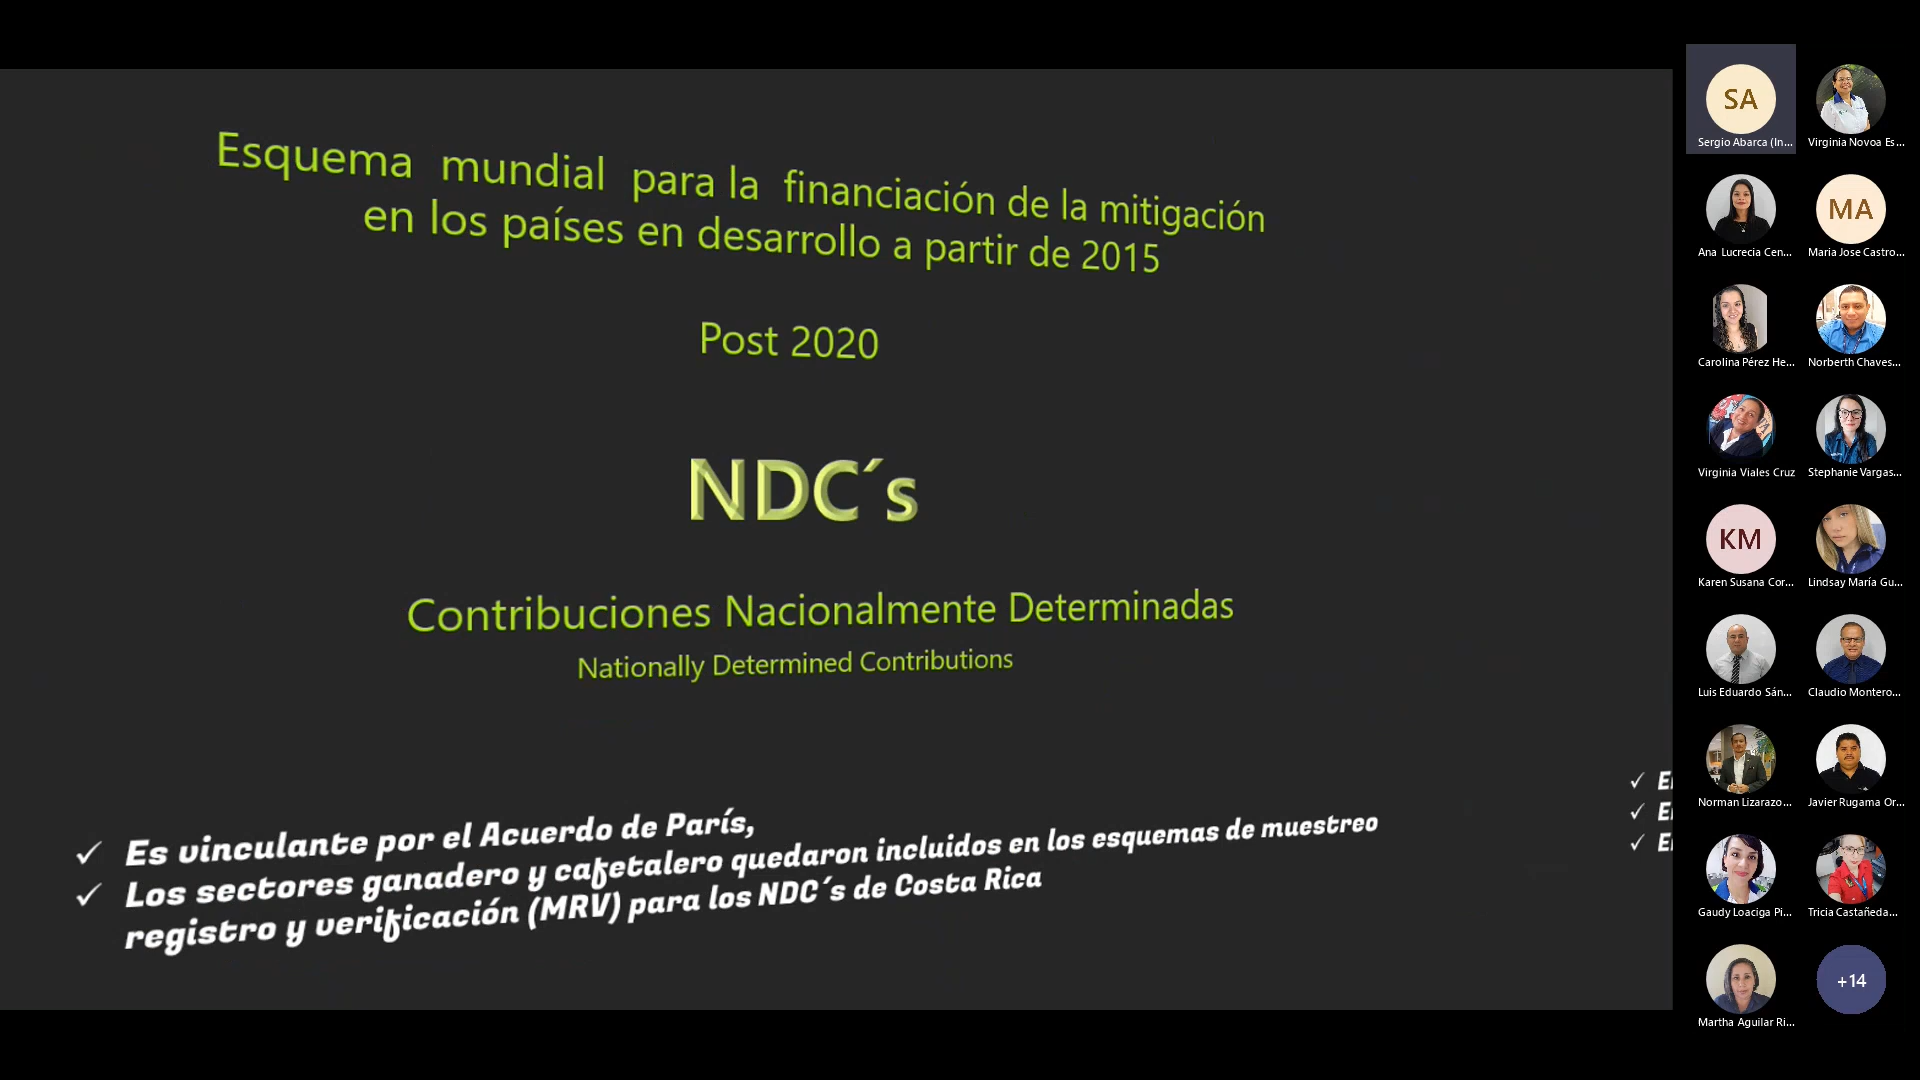 Esquema mundial para la financiación de la mitigación
en los países en desarrollo a partir de 2015
Post 2020
NDC´s
Contribuciones Nacionalmente Determinadas
Nationally Determined Contributions
✓ Es vinculante por el Acuerdo de París,
✓ Los sectores ganadero y cafetalero quedaron incluidos en los esquemas de muestreo
registro y verificación (MRV) para los NDC´s de Costa Rica
SA
Sergio Abarca (In...
Virginia Novoa Es...
Ana Lucrecia Cen...
MA
Maria Jose Castro...
Carolina Pérez He...
Norberth Chaves...
Virginia Viales Cruz
Stephanie Vargas...
KM
Karen Susana Cor...
Lindsay María Gu...
Luis Eduardo Sán...
Claudio Montero...
Norman Lizarazo...
Javier Rugama Or...
Gaudy Loaciga Pi...
Tricia Castañeda...
Martha Aguilar Ri...
+14